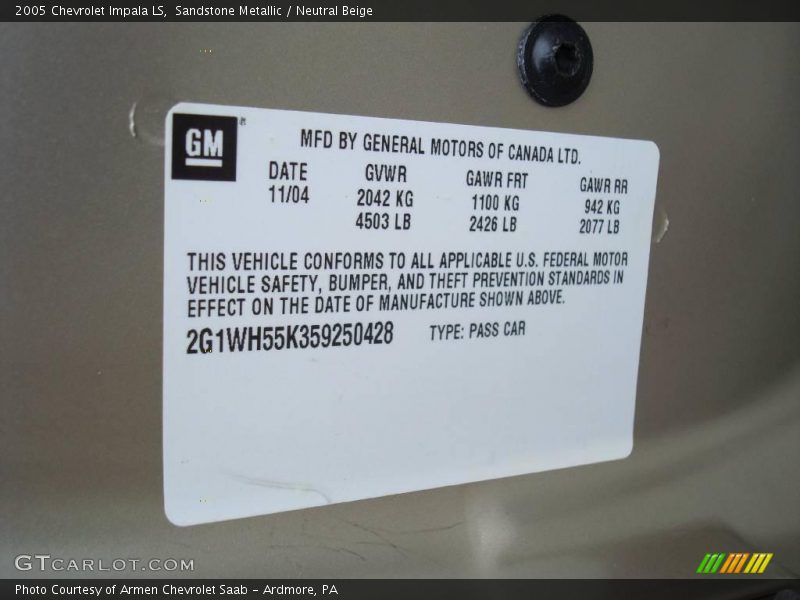 2005 Chevrolet Impala LS, Sandstone Metallic / Neutral Beige
GM®
MFD BY GENERAL MOTORS OF CANADA LTD.
DATE GVWR GAWR FRT GAWR RR
11/04 2042 KG 1100 KG 942 KG
4503 LB 2426 LB 2077 LB
THIS VEHICLE CONFORMS TO ALL APPLICABLE U.S. FEDERAL MOTOR
VEHICLE SAFETY, BUMPER, AND THEFT PREVENTION STANDARDS IN
EFFECT ON THE DATE OF MANUFACTURE SHOWN ABOVE.
2G1WH55K359250428 TYPE: PASS CAR
GTCARLOT.COM
Photo Courtesy of Armen Chevrolet Saab - Ardmore, PA